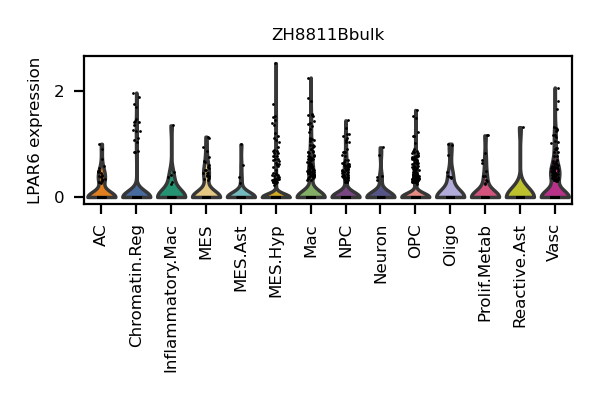 ZH8811Bbulk
LPAR6 expression
2
0
AC
Chromatin.Reg
Inflammatory.Mac
MES
MES.Ast
MES.Hyp
Mac
NPC
Neuron
OPC
Oligo
Prolif.Metab
Reactive.Ast
Vasc